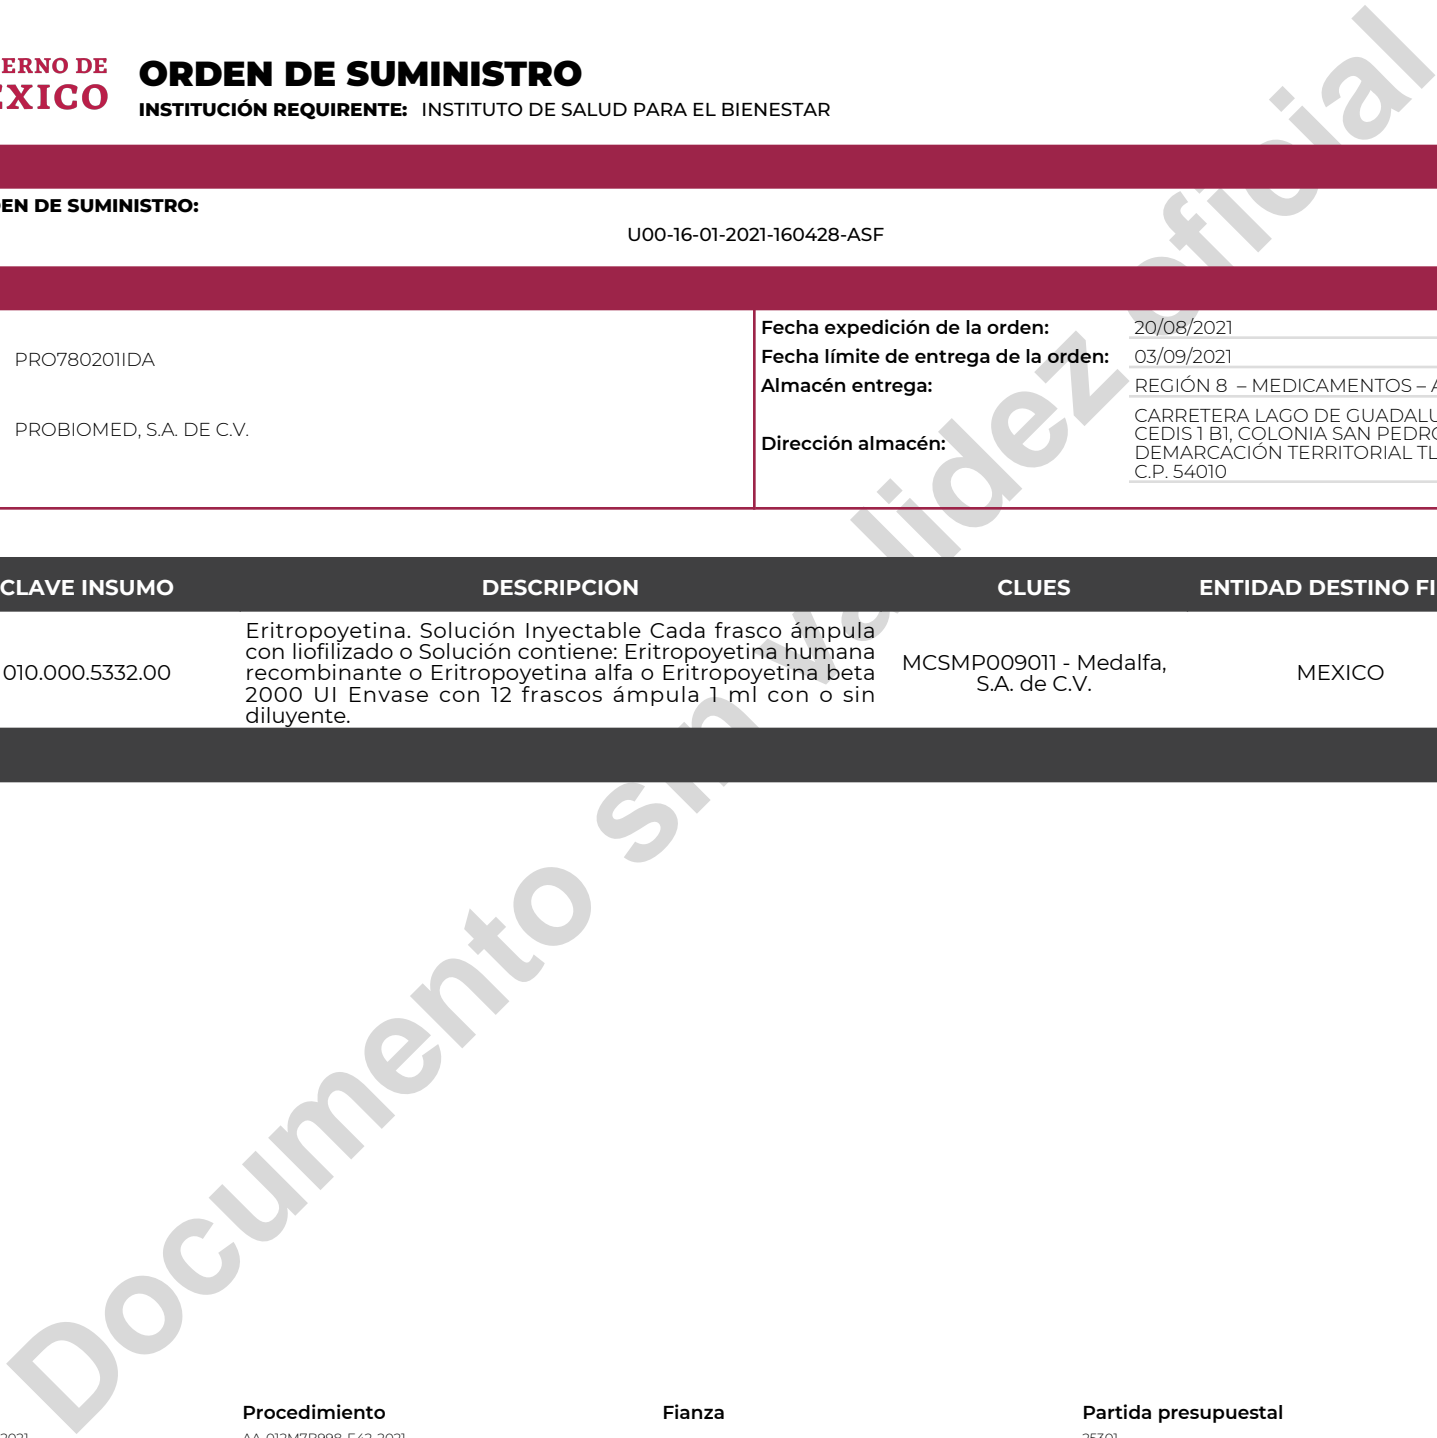 ERNO DE
EXICO
ORDEN DE SUMINISTRO
INSTITUCIÓN REQUIRENTE: INSTITUTO DE SALUD PARA EL BIENESTAR
EN DE SUMINISTRO:
U00-16-01-2021-160428-ASF
PRO780201IDA
PROBIOMED, S.A. DE C.V.
Fecha expedición de la orden: 20/08/2021
Fecha límite de entrega de la orden: 03/09/2021
Almacén entrega: REGIÓN 8 – MEDICAMENTOS – A
Dirección almacén:
CARRETERA LAGO DE GUADALU
CEDIS 1 B1, COLONIA SAN PEDRO
DEMARCACIÓN TERRITORIAL TL
C.P. 54010
CLAVE INSUMO DESCRIPCION CLUES ENTIDAD DESTINO FI
010.000.5332.00
Eritropoyetina. Solución Inyectable Cada frasco ámpula
con liofilizado o Solución contiene: Eritropoyetina humana
recombinante o Eritropoyetina alfa o Eritropoyetina beta
2000 UI Envase con 12 frascos ámpula 1 ml con o sin
diluyente.
MCSMP009011 - Medalfa,
S.A. de C.V.
MEXICO
Documento sin validez oficial
Procedimiento Fianza Partida presupuestal